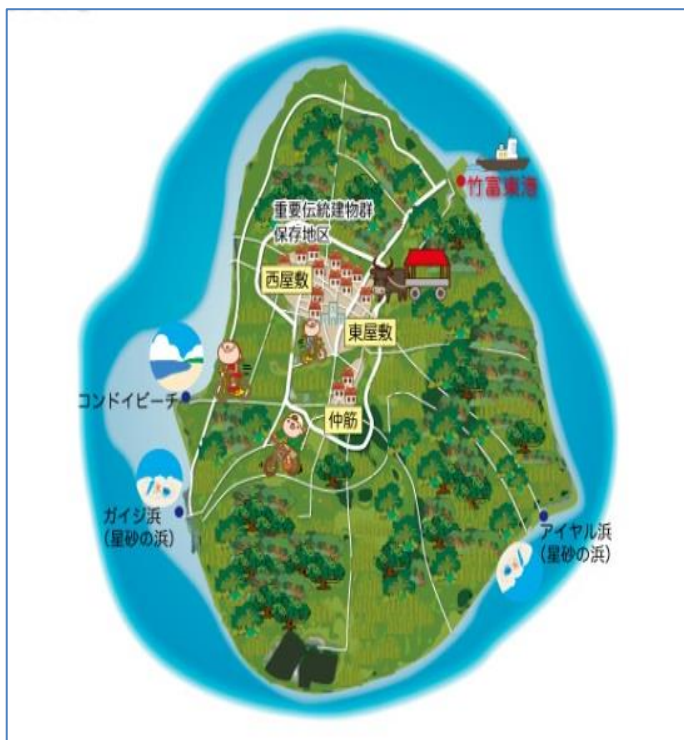 竹富東港
重要伝統建物群
保存地区
西屋敷
東屋敷
コンドイビーチ
仲筋
ガイジ浜
(星砂の浜)
アイヤル浜
(星砂の浜)